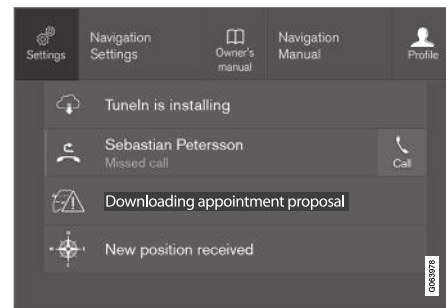 Settings
Navigation
Settings
Owner's
manual
Navigation
Manual
Profile
TuneIn is installing
Sebastian Petersson
Missed call
Call
Downloading appointment proposal
New position received
G063978